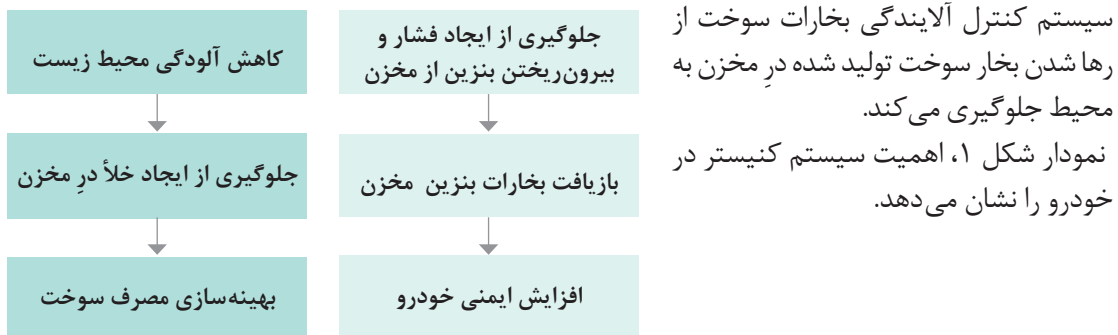 سیستم کنترل آلایندگی بخارات سوخت از
رها شدن بخار سوخت تولید شده درِ مخزن به
محیط جلوگیری می‌کند.
نمودار شکل ۱، اهمیت سیستم کنیستر در
خودرو را نشان می‌دهد.
جلوگیری از ایجاد فشار و
بیرون‌ریختن بنزین از مخزن
بازیافت بخارات بنزین مخزن
افزایش ایمنی خودرو
کاهش آلودگی محیط زیست
جلوگیری از ایجاد خلأ درِ مخزن
بهینه‌سازی مصرف سوخت